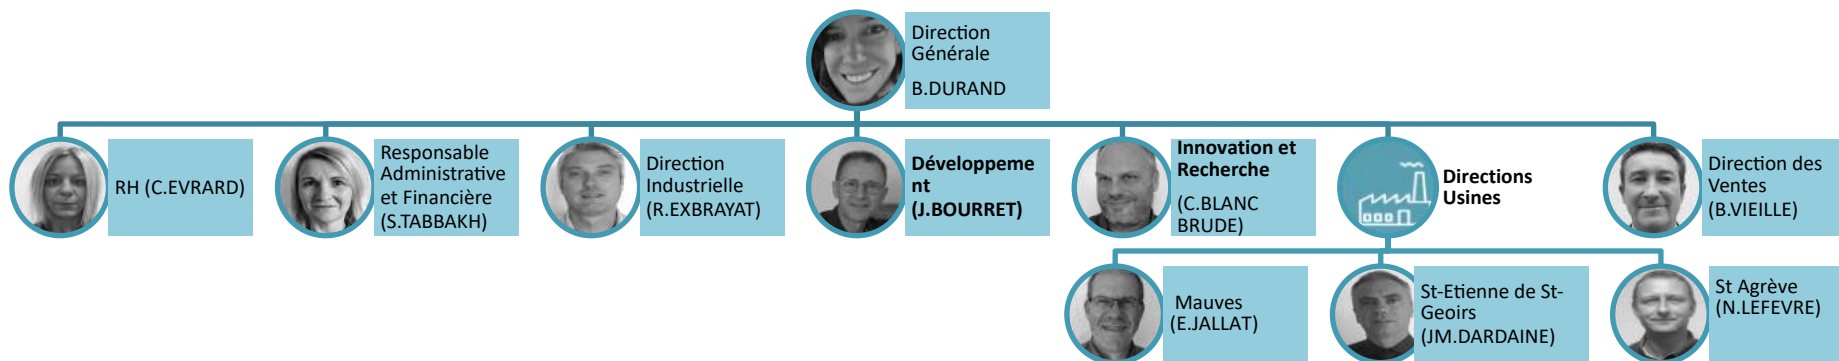 Direction
Générale
B.DURAND
RH (C.EVRARD)
Responsable
Administrative
et Financière
(S.TABBAKH)
Direction
Industrielle
(R.EXBRAYAT)
Développeme
nt
(J.BOURRET)
Innovation et
Recherche
(C.BLANC
BRUDE)
Directions
Usines
Direction des
Ventes
(B.VIEILLE)
Mauves
(E.JALLAT)
St-Etienne de St-
Geoirs
(JM.DARDAINE)
St Agrève
(N.LEFEVRE)